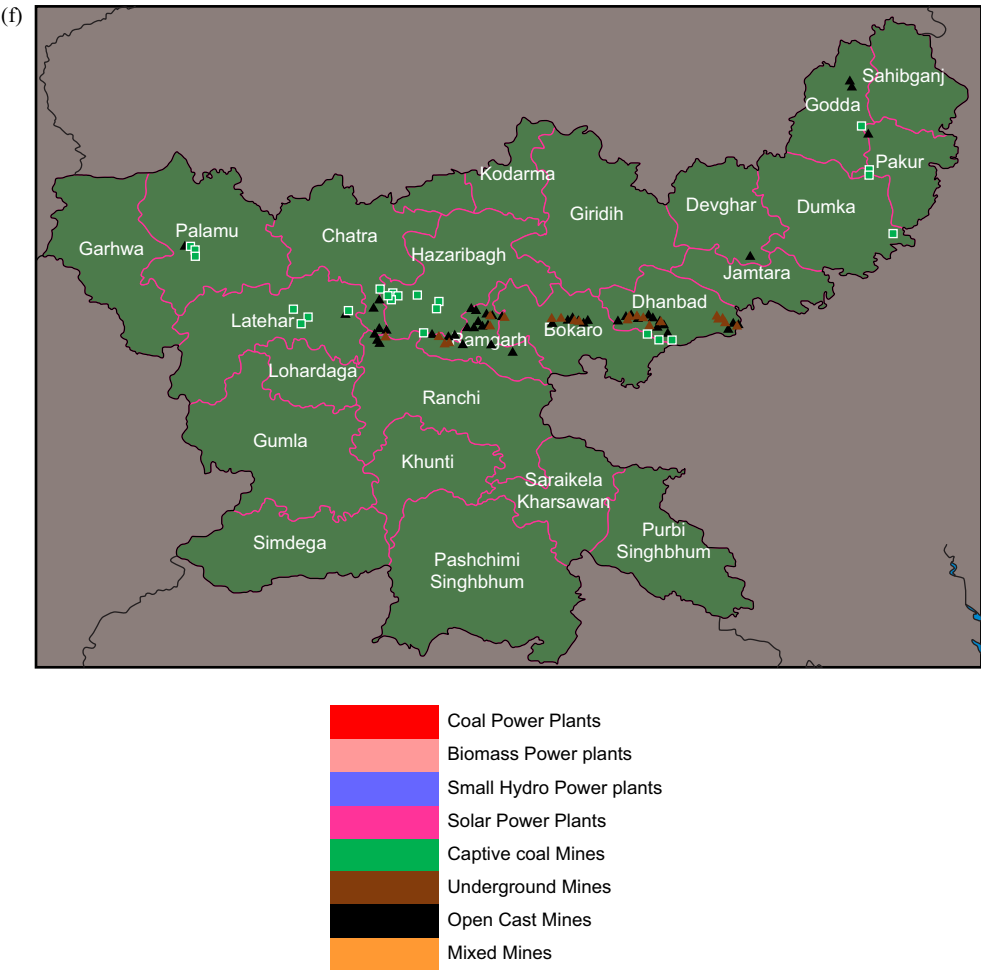 (f)
Sahibganj
Godda
Pakur
Kodarma
Giridih
Devghar
Dumka
Palamu
Chatra
Garhwa
Hazaribagh
Jamtara
Dhanbad
Latehar
Bokaro
Ramgarh
Lohardaga
Ranchi
Gumla
Khunti
Saraikela
Kharsawan
Simdega
Purbi
Singhbhum
Pashchimi
Singhbhum
Coal Power Plants
Biomass Power plants
Small Hydro Power plants
Solar Power Plants
Captive coal Mines
Underground Mines
Open Cast Mines
Mixed Mines